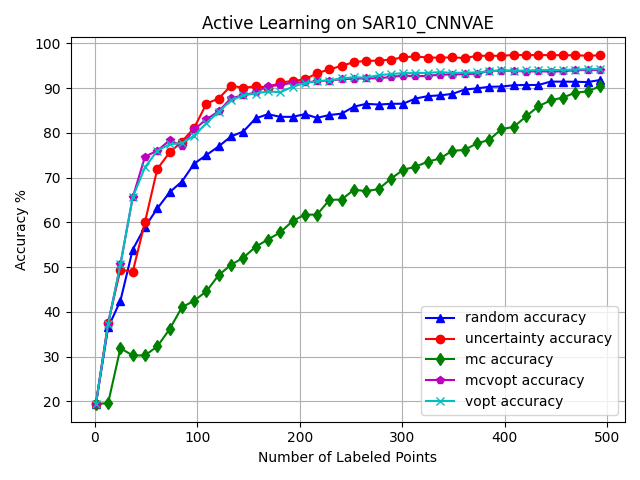 Active Learning on SAR10_CNNVAE
Accuracy %
100
90
80
70
60
50
40
30
20
random accuracy
uncertainty accuracy
mc accuracy
mcvopt accuracy
vopt accuracy
0 100 200 300 400 500
Number of Labeled Points